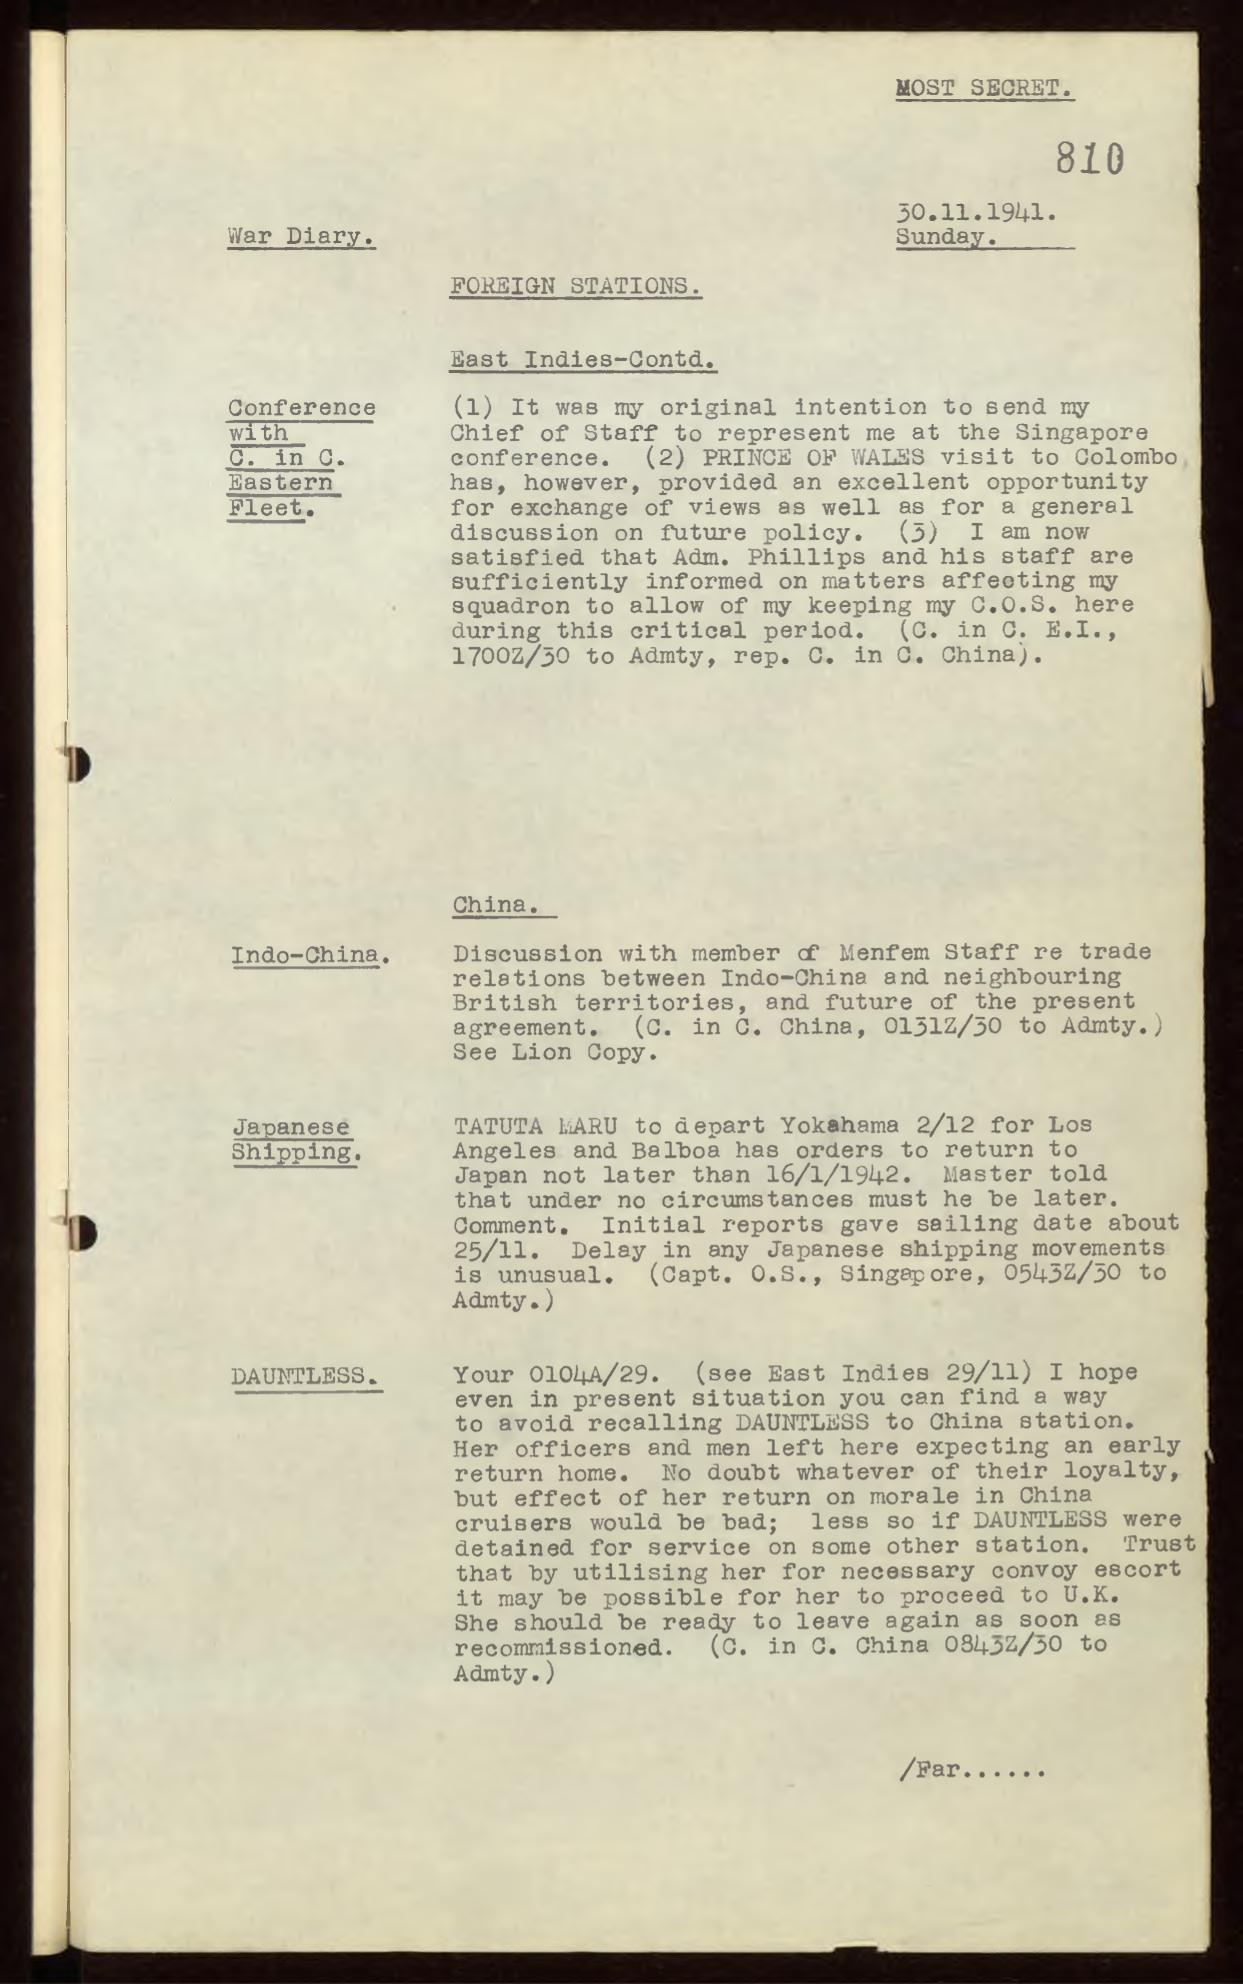 MOST SECRET.
810
30.11.1941.
War Diary.
Sunday.
FOREIGN STATIONS.
East Indies-Contd.
Conference
with
C. in C.
Eastern
Fleet.
(1) It was my original intention to send my
Chief of Staff to represent me at the Singapore
conference. (2) PRINCE OF WALES visit to Colombo
has, however, provided an excellent opportunity
for exchange of views as well as for a general
discussion on future policy. (3) I am now
satisfied that Adm. Phillips and his staff are
sufficiently informed on matters affecting my
squadron to allow of my keeping my C.O.S. here
during this critical period. (C. in C. E.I.,
1700Z/30 to Admty, rep. C. in C. China).
China.
Indo-China.
Discussion with member of Menfem Staff re trade
relations between Indo-China and neighbouring
British territories, and future of the present
agreement. (C. in C. China, 0131Z/30 to Admty.)
See Lion Copy.
Japanese
Shipping.
TATUTA MARU to depart Yokahama 2/12 for Los
Angeles and Balboa has orders to return to
Japan not later than 16/1/1942. Master told
that under no circumstances must he be later.
Comment. Initial reports gave sailing date about
25/11. Delay in any Japanese shipping movements
is unusual. (Capt. O.S., Singapore, 0543Z/30 to
Admty.)
DAUNTLESS.
Your 0104A/29. (see East Indies 29/11) I hope
even in present situation you can find a way
to avoid recalling DAUNTLESS to China station.
Her officers and men left here expecting an early
return home. No doubt whatever of their loyalty,
but effect of her return on morale in China
cruisers would be bad; less so if DAUNTLESS were
detained for service on some other station. Trust
that by utilising her for necessary convoy escort
it may be possible for her to proceed to U.K.
She should be ready to leave again as soon as
recommissioned. (C. in C. China 0843Z/30 to
Admty.)
/Far......